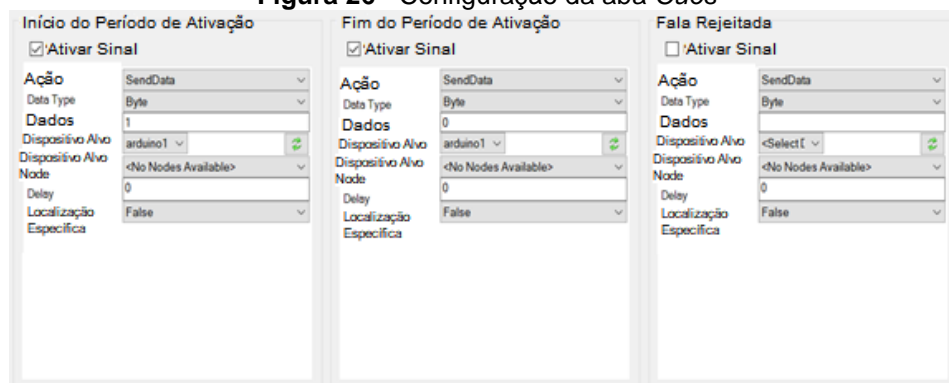 Figura 20 - Configuração da aba Cues
Início do Período de Ativação
Ativar Sinal
Ação SendData
Data Type Byte
Dados 1
Dispositivo Alvo arduino1
Dispositivo Alvo Node <No Nodes Available>
Delay 0
Localização Específica False
Fim do Período de Ativação
Ativar Sinal
Ação SendData
Data Type Byte
Dados 0
Dispositivo Alvo arduino1
Dispositivo Alvo Node <No Nodes Available>
Delay 0
Localização Específica False
Fala Rejeitada
Ativar Sinal
Ação SendData
Data Type Byte
Dados
Dispositivo Alvo <Select[
Dispositivo Alvo Node <No Nodes Available>
Delay 0
Localização Específica False